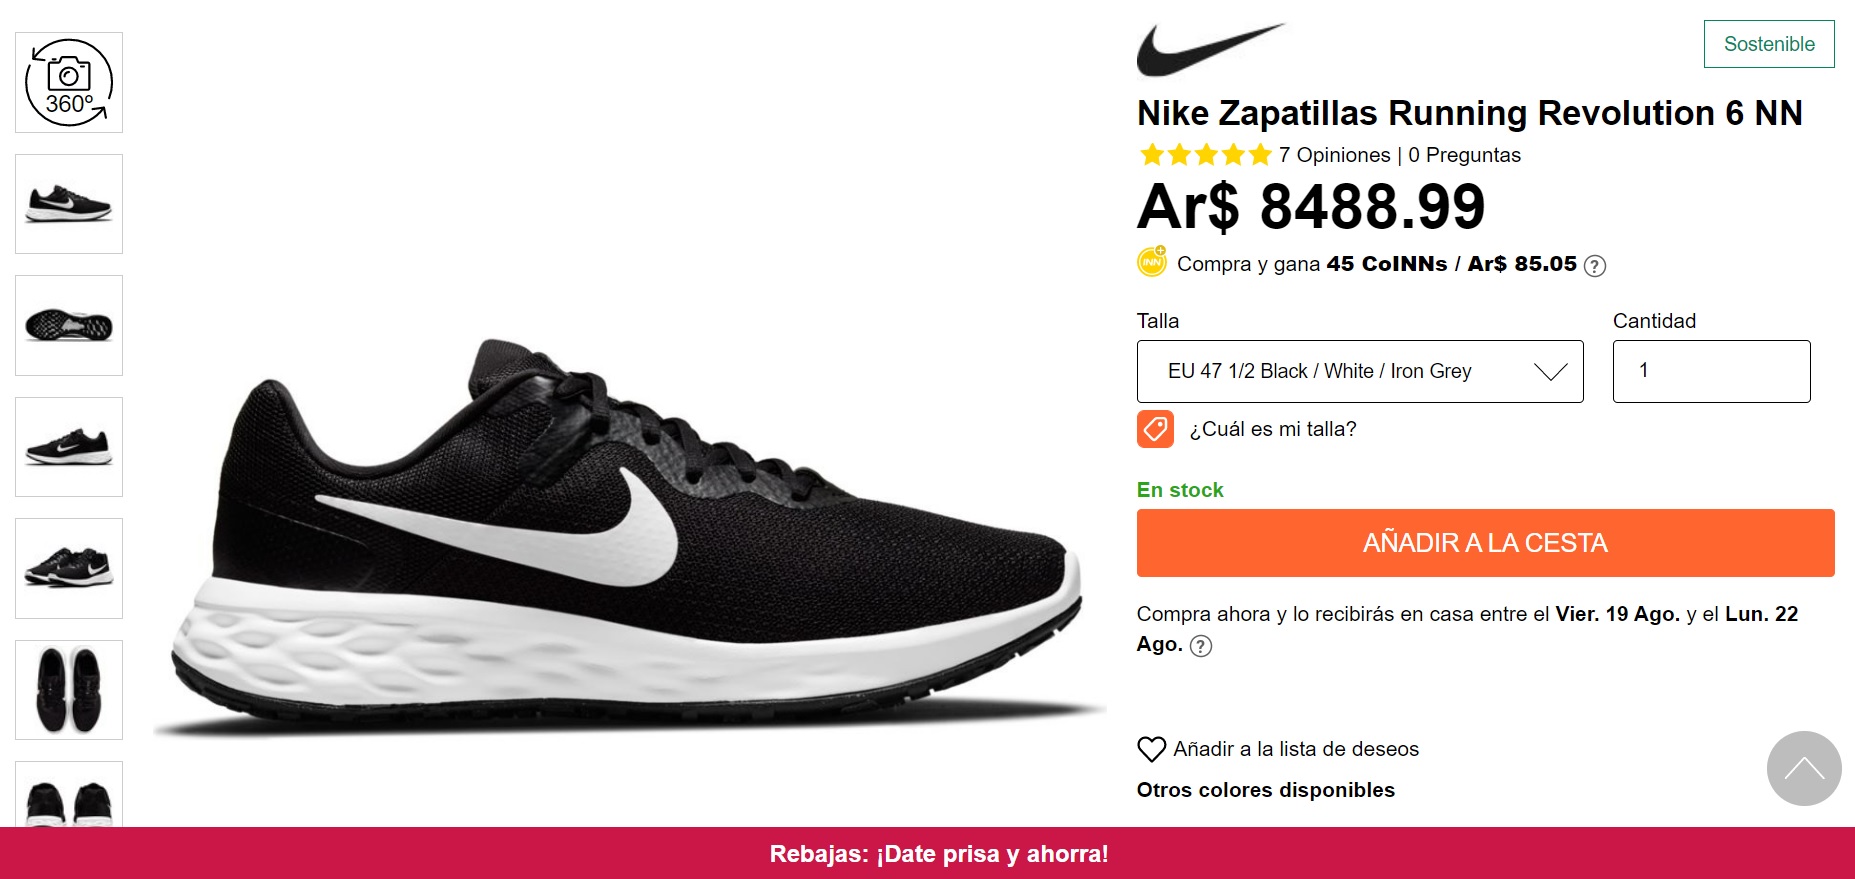 360º
Sostenible
Nike Zapatillas Running Revolution 6 NN
7 Opiniones | 0 Preguntas
Ar$ 8488.99
INN Compra y gana 45 CoINNs / Ar$ 85.05 ?
Talla
Cantidad
EU 47 1/2 Black / White / Iron Grey
1
¿Cuál es mi talla?
En stock
AÑADIR A LA CESTA
Compra ahora y lo recibirás en casa entre el Vier. 19 Ago. y el Lun. 22
Ago. ?
Añadir a la lista de deseos
Otros colores disponibles
Rebajas: ¡Date prisa y ahorra!